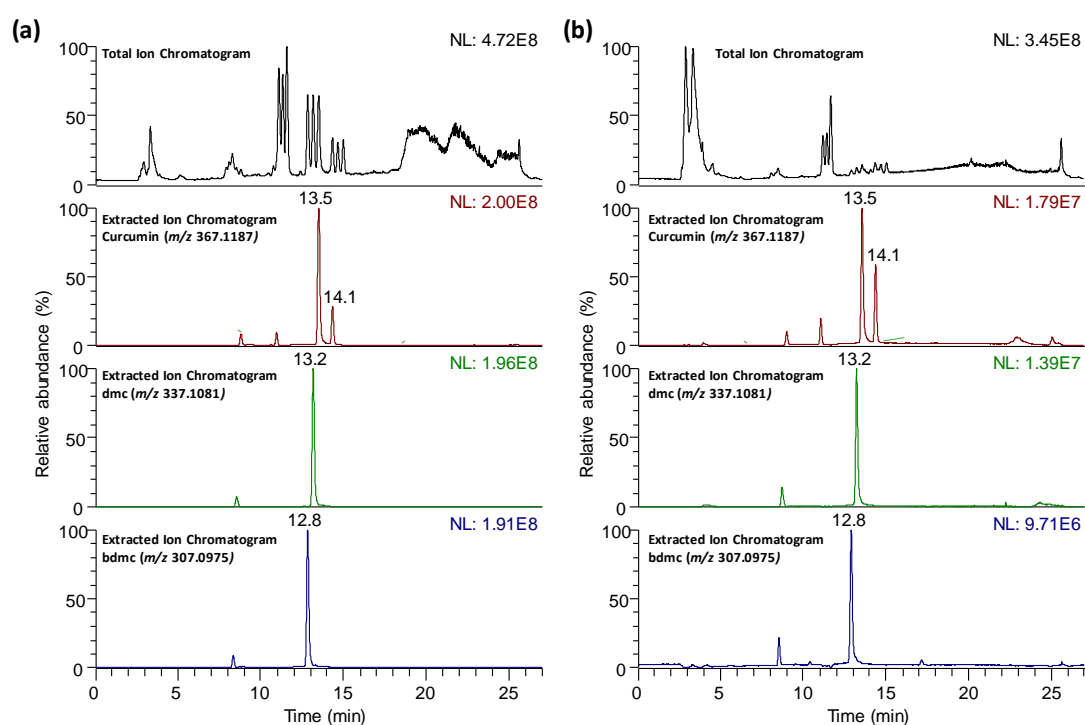 (a)
NL: 4.72E8
Total Ion Chromatogram
100
50
0
13.5
NL: 2.00E8
Extracted Ion Chromatogram
Curcumin (m/z 367.1187)
100
50
0
14.1
13.2
NL: 1.96E8
Extracted Ion Chromatogram
dmc (m/z 337.1081)
100
50
0
12.8
NL: 1.91E8
Extracted Ion Chromatogram
bdmc (m/z 307.0975)
100
50
0
Relative abundance (%)
0 5 10 15 20 25
Time (min)
(b)
NL: 3.45E8
Total Ion Chromatogram
100
50
0
13.5
NL: 1.79E7
Extracted Ion Chromatogram
Curcumin (m/z 367.1187)
100
50
0
14.1
13.2
NL: 1.39E7
Extracted Ion Chromatogram
dmc (m/z 337.1081)
100
50
0
12.8
NL: 9.71E6
Extracted Ion Chromatogram
bdmc (m/z 307.0975)
100
50
0
Relative abundance (%)
0 5 10 15 20 25
Time (min)